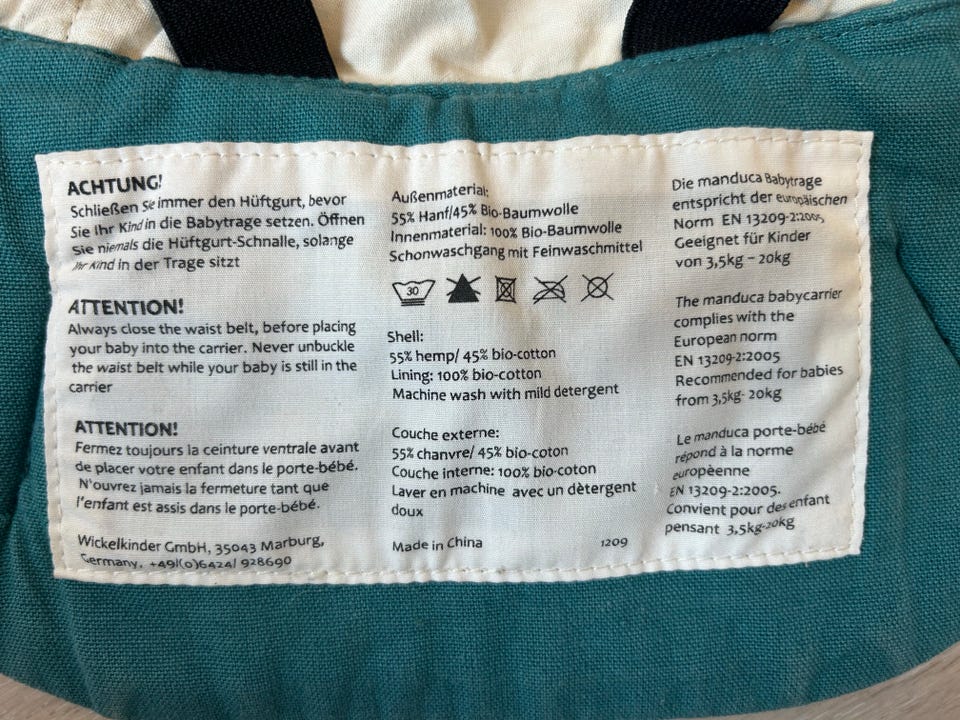 ACHTUNG!
Schließen Sie immer den Hüftgurt, bevor
Sie Ihr Kind in die Babytrage setzen. Öffnen
Sie niemals die Hüftgurt-Schnalle, solange
Ihr Kind in der Trage sitzt
ATTENTION!
Always close the waist belt, before placing
your baby into the carrier. Never unbuckle
the waist belt while your baby is still in the
carrier
ATTENTION!
Fermez toujours la ceinture ventrale avant
de placer votre enfant dans le porte-bébé.
N'ouvrez jamais la fermeture tant que
l'enfant est assis dans le porte-bébé.
Wickelkinder GmbH, 35043 Marburg,
Germany, +49(0)6424/ 928690
Außenmaterial:
55% Hanf/45% Bio-Baumwolle
Innenmaterial: 100% Bio-Baumwolle
Schonwaschgang mit Feinwaschmittel
30
Shell:
55% hemp/ 45% bio-cotton
Lining: 100% bio-cotton
Machine wash with mild detergent
Couche externe:
55% chanvre/ 45% bio-coton
Couche interne: 100% bio-coton
Laver en machine avec un dètergent
doux
Made in China 1209
Die manduca Babytrage
entspricht der europäischen
Norm EN 13209-2:2005,
Geeignet für Kinder
von 3,5kg - 20kg
The manduca babycarrier
complies with the
European norm
EN 13209-2:2005
Recommended for babies
from 3,5kg- 20kg
Le manduca porte-bébé
répond à la norme
europèenne
EN 13209-2:2005.
Convient pour des enfant
pensant 3,5kg-20kg